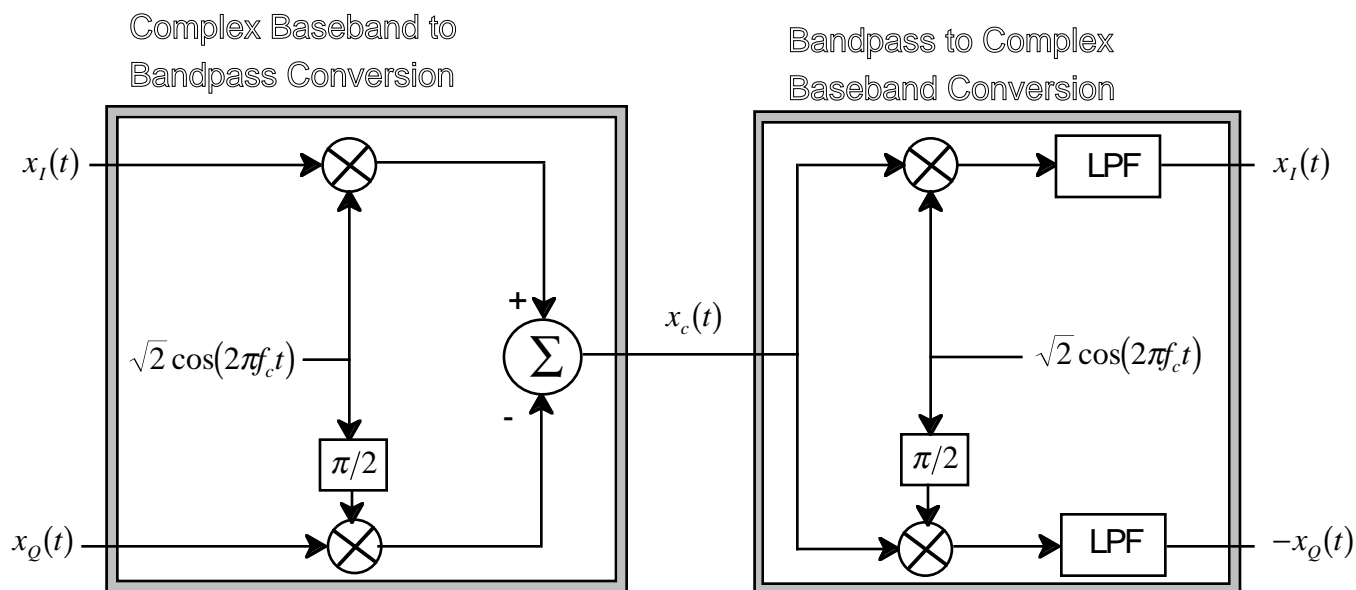 Complex Baseband to
Bandpass Conversion
Bandpass to Complex
Baseband Conversion
x_I(t)
LPF
x_I(t)
+
x_c(t)
√2 cos(2πf_c t)
Σ
√2 cos(2πf_c t)
-
π/2
π/2
x_Q(t)
LPF
−x_Q(t)